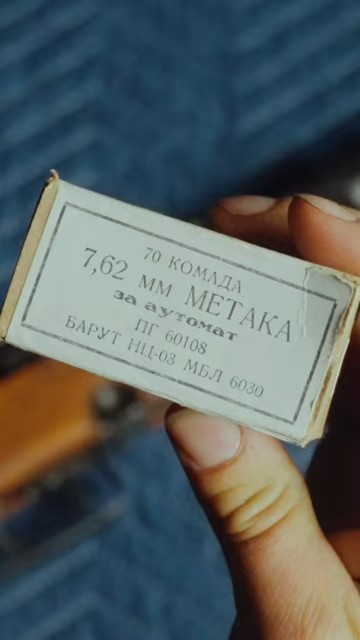 70 КОМАДА
7,62 мм МЕТАКА
за аутомат
ПГ 60108
БАРУТ НЦ-03 МБЛ 6030